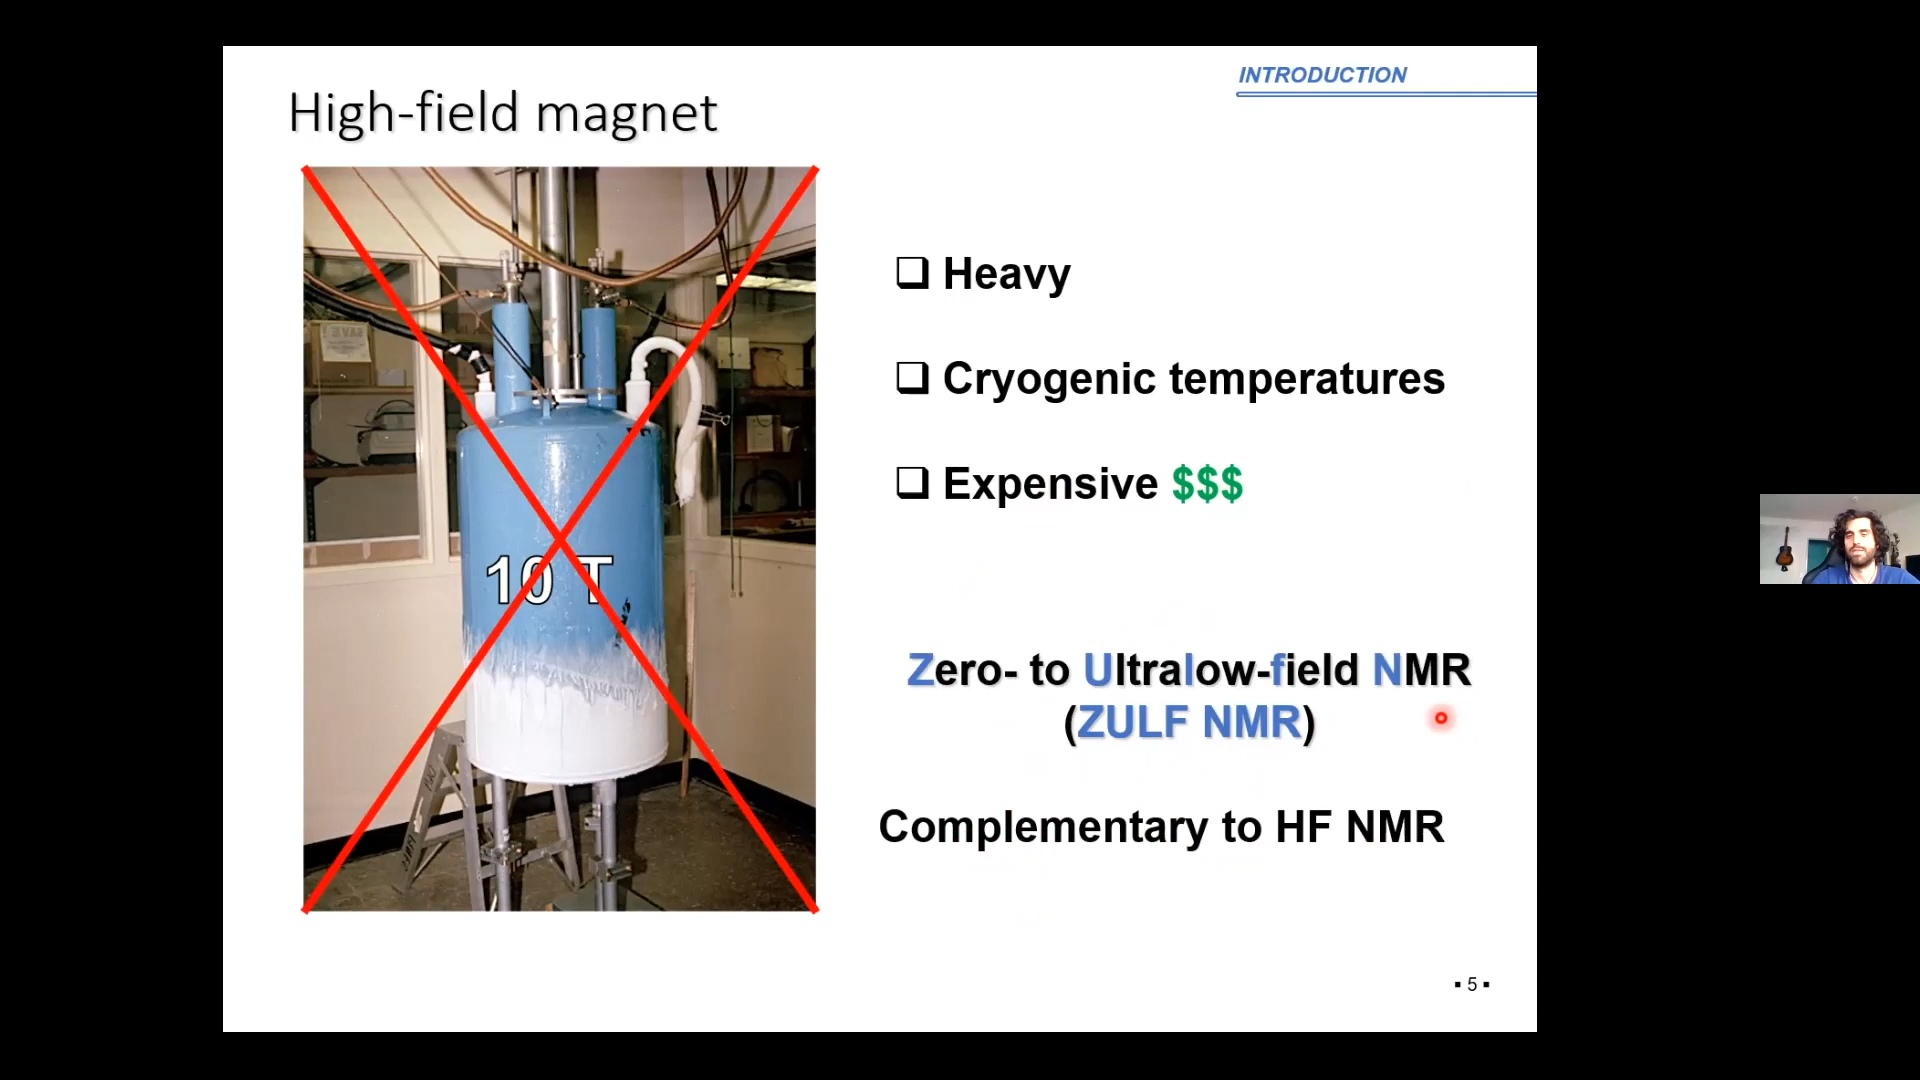 INTRODUCTION
High-field magnet
Heavy
Cryogenic temperatures
Expensive $$$
10 T
Zero- to Ultralow-field NMR
(ZULF NMR)
Complementary to HF NMR
▪ 5 ▪